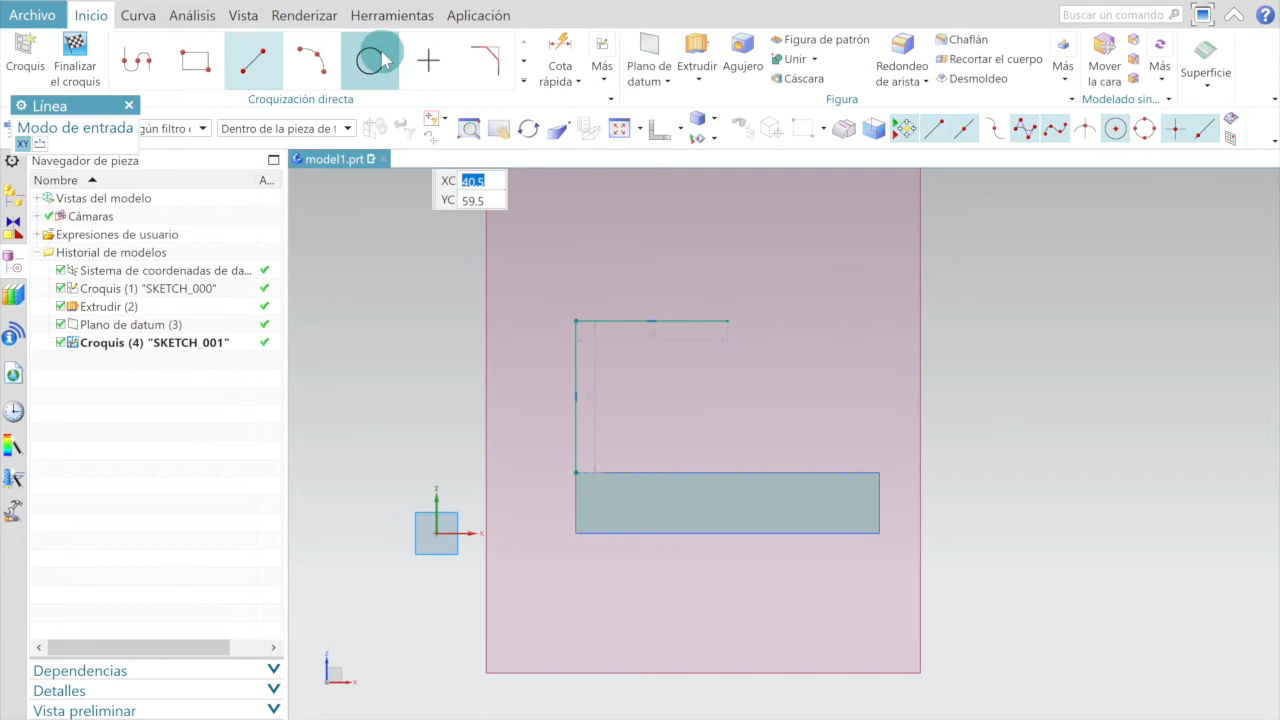 Archivo Inicio Curva Análisis Vista Renderizar Herramientas Aplicación Buscar un comando
Croquis Finalizar el croquis Cota rápida Más Plano de datum Extrudir Agujero Figura de patrón Unir Cáscara Redondeo de arista Chaflán Recortar el cuerpo Desmoldeo Más Mover la cara Más Superficie
Croquización directa Figura Modelado sin...
Línea
Modo de entrada
XY
gún filtro c Dentro de la pieza de t
Navegador de pieza
model1.prt
Nombre A...
XC 40.5
YC 59.5
Vistas del modelo
Cámaras
Expresiones de usuario
Historial de modelos
Sistema de coordenadas de da...
Croquis (1) "SKETCH_000"
Extrudir (2)
Plano de datum (3)
Croquis (4) "SKETCH_001"
Z
X
Z
X
Dependencias
Detalles
Vista preliminar